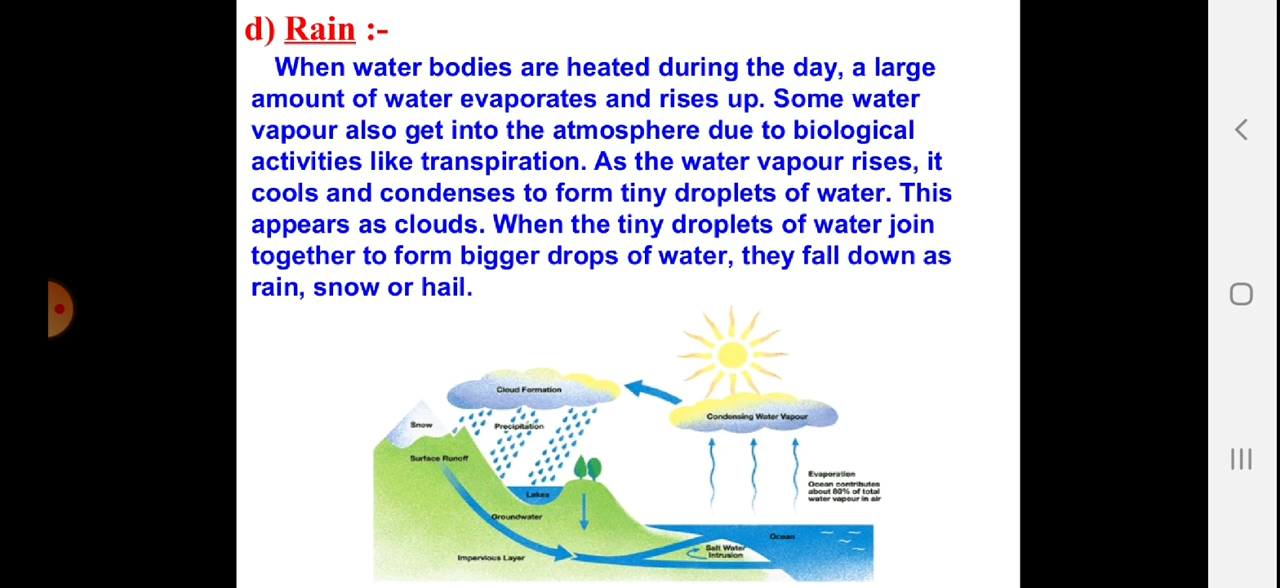 d) Rain :-
When water bodies are heated during the day, a large
amount of water evaporates and rises up. Some water
vapour also get into the atmosphere due to biological
activities like transpiration. As the water vapour rises, it
cools and condenses to form tiny droplets of water. This
appears as clouds. When the tiny droplets of water join
together to form bigger drops of water, they fall down as
rain, snow or hail.
Cloud Formation
Condensing Water Vapour
Snow
Precipitation
Surface Runoff
Evaporation
Ocean contributes
about 80% of total
water vapour in air
Lakes
Groundwater
Ocean
Salt Water
Intrusion
Impervious Layer